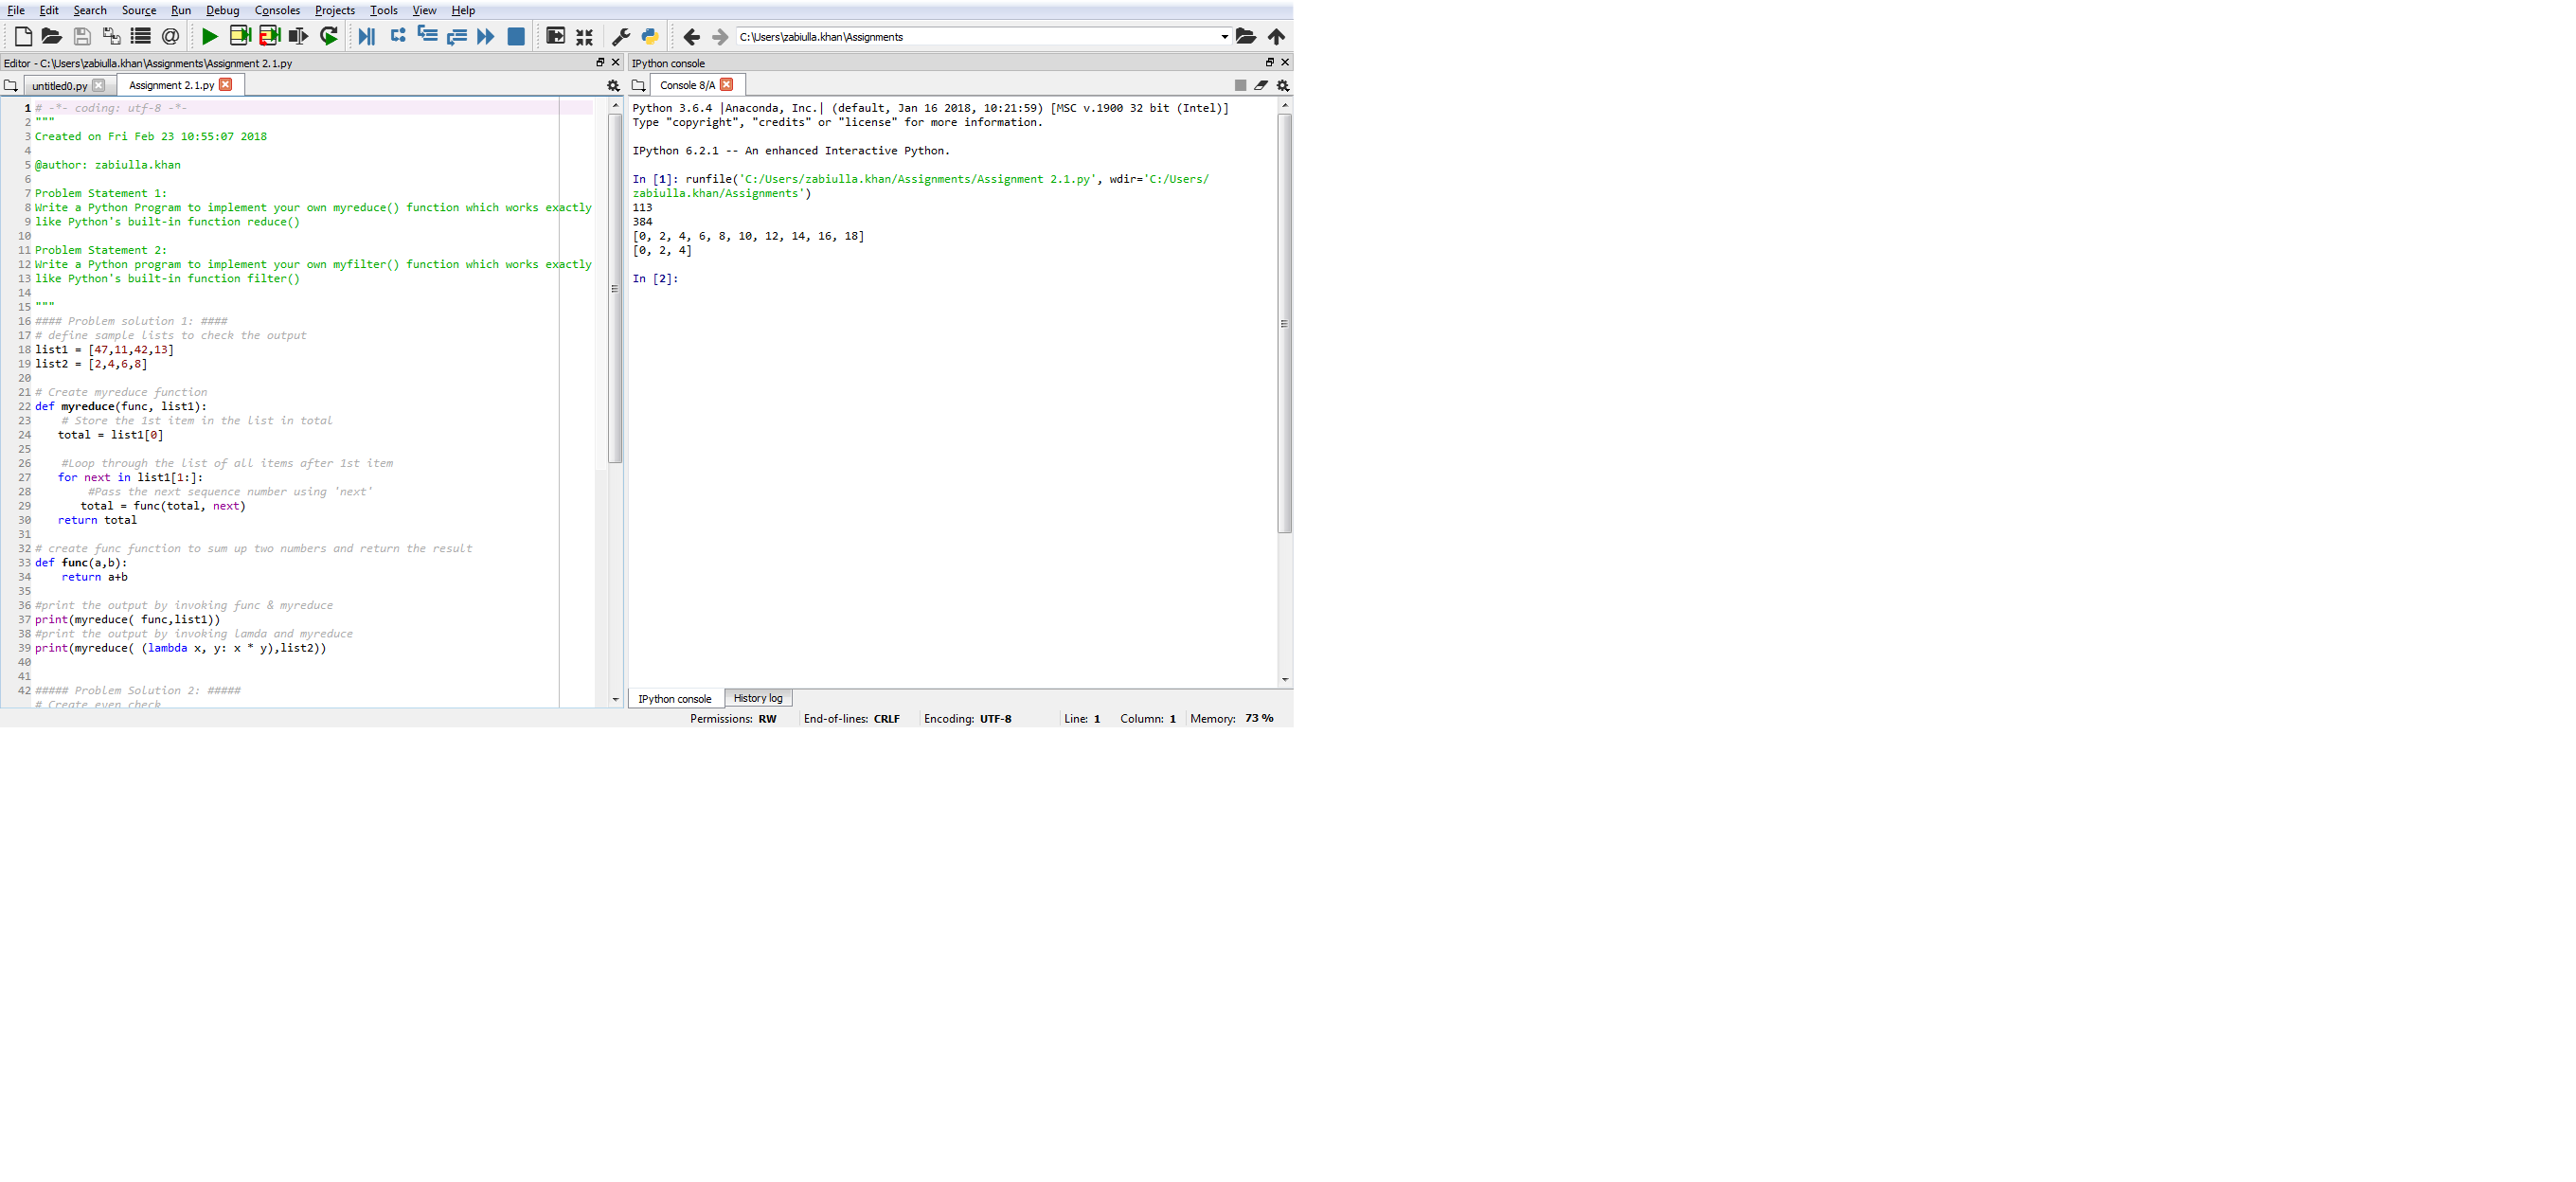 File Edit Search Source Run Debug Consoles Projects Tools View Help
C:\Users\zabiulla.khan\Assignments
Editor - C:\Users\zabiulla.khan\Assignments\Assignment 2.1.py
untitled0.py Assignment 2.1.py
1 # -*- coding: utf-8 -*-
2 """
3 Created on Fri Feb 23 10:55:07 2018
4
5 @author: zabiulla.khan
6
7 Problem Statement 1:
8 Write a Python Program to implement your own myreduce() function which works exactly
9 like Python's built-in function reduce()
10
11 Problem Statement 2:
12 Write a Python program to implement your own myfilter() function which works exactly
13 like Python's built-in function filter()
14
15 """
16 #### Problem solution 1: ####
17 # define sample lists to check the output
18 list1 = [47,11,42,13]
19 list2 = [2,4,6,8]
20
21 # Create myreduce function
22 def myreduce(func, list1):
23     # Store the 1st item in the list in total
24    total = list1[0]
25
26     #Loop through the list of all items after 1st item
27    for next in list1[1:]:
28         #Pass the next sequence number using 'next'
29        total = func(total, next)
30    return total
31
32 # create func function to sum up two numbers and return the result
33 def func(a,b):
34     return a+b
35
36 #print the output by invoking func & myreduce
37 print(myreduce( func,list1))
38 #print the output by invoking lamda and myreduce
39 print(myreduce( (lambda x, y: x * y),list2))
40
41
42 ##### Problem Solution 2: #####
# Create even check
IPython console
Console 8/A
Python 3.6.4 |Anaconda, Inc.| (default, Jan 16 2018, 10:21:59) [MSC v.1900 32 bit (Intel)]
Type "copyright", "credits" or "license" for more information.
IPython 6.2.1 -- An enhanced Interactive Python.
In [1]: runfile('C:/Users/zabiulla.khan/Assignments/Assignment 2.1.py', wdir='C:/Users/
zabiulla.khan/Assignments')
113
384
[0, 2, 4, 6, 8, 10, 12, 14, 16, 18]
[0, 2, 4]
In [2]:
IPython console History log
Permissions: RW End-of-lines: CRLF Encoding: UTF-8 Line: 1 Column: 1 Memory: 73 %